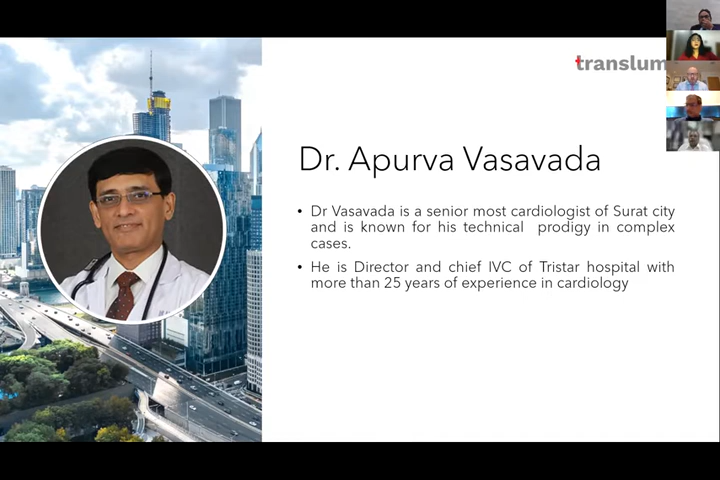 translum
Dr. Apurva Vasavada
• Dr Vasavada is a senior most cardiologist of Surat city
and is known for his technical prodigy in complex
cases.
• He is Director and chief IVC of Tristar hospital with
more than 25 years of experience in cardiology